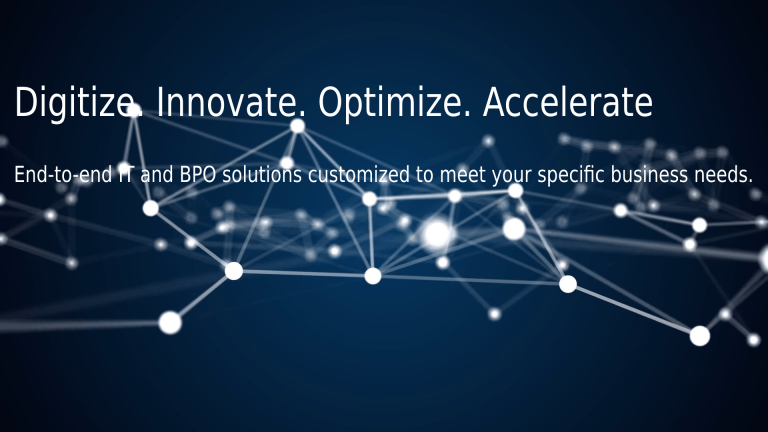 Digitize. Innovate. Optimize. Accelerate
End-to-end IT and BPO solutions customized to meet your specific business needs.